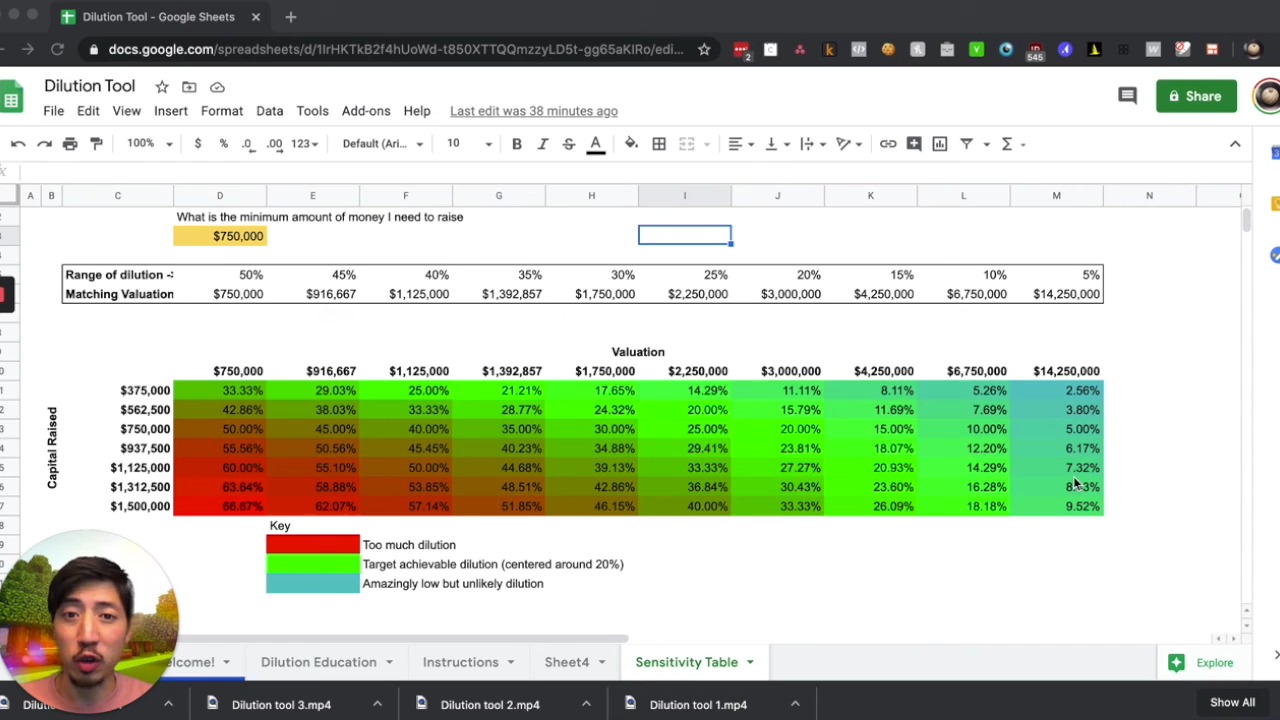 Dilution Tool - Google Sheets
docs.google.com/spreadsheets/d/1IrHKTkB2f4hUoWd-t850XTTQQmzzyLD5t-gg65aKIRo/edi...
2
545
Dilution Tool
File Edit View Insert Format Data Tools Add-ons Help Last edit was 38 minutes ago
Share
100% $ % .0 .00 123 Default (Ari... 10 B I S A
A B C D E F G H I J K L M N
What is the minimum amount of money I need to raise
$750,000
Range of dilution -: 50% 45% 40% 35% 30% 25% 20% 15% 10% 5%
Matching Valuation $750,000 $916,667 $1,125,000 $1,392,857 $1,750,000 $2,250,000 $3,000,000 $4,250,000 $6,750,000 $14,250,000
Valuation
$750,000 $916,667 $1,125,000 $1,392,857 $1,750,000 $2,250,000 $3,000,000 $4,250,000 $6,750,000 $14,250,000
Capital Raised
$375,000 33.33% 29.03% 25.00% 21.21% 17.65% 14.29% 11.11% 8.11% 5.26% 2.56%
$562,500 42.86% 38.03% 33.33% 28.77% 24.32% 20.00% 15.79% 11.69% 7.69% 3.80%
$750,000 50.00% 45.00% 40.00% 35.00% 30.00% 25.00% 20.00% 15.00% 10.00% 5.00%
$937,500 55.56% 50.56% 45.45% 40.23% 34.88% 29.41% 23.81% 18.07% 12.20% 6.17%
$1,125,000 60.00% 55.10% 50.00% 44.68% 39.13% 33.33% 27.27% 20.93% 14.29% 7.32%
$1,312,500 63.64% 58.88% 53.85% 48.51% 42.86% 36.84% 30.43% 23.60% 16.28%
$1,500,000 66.67% 62.07% 57.14% 51.85% 46.15% 40.00% 33.33% 26.09% 18.18% 9.52%
Key
Too much dilution
Target achievable dilution (centered around 20%)
Amazingly low but unlikely dilution
elcome! Dilution Education Instructions Sheet4 Sensitivity Table Explore
Dilu Dilution tool 3.mp4 Dilution tool 2.mp4 Dilution tool 1.mp4 Show All